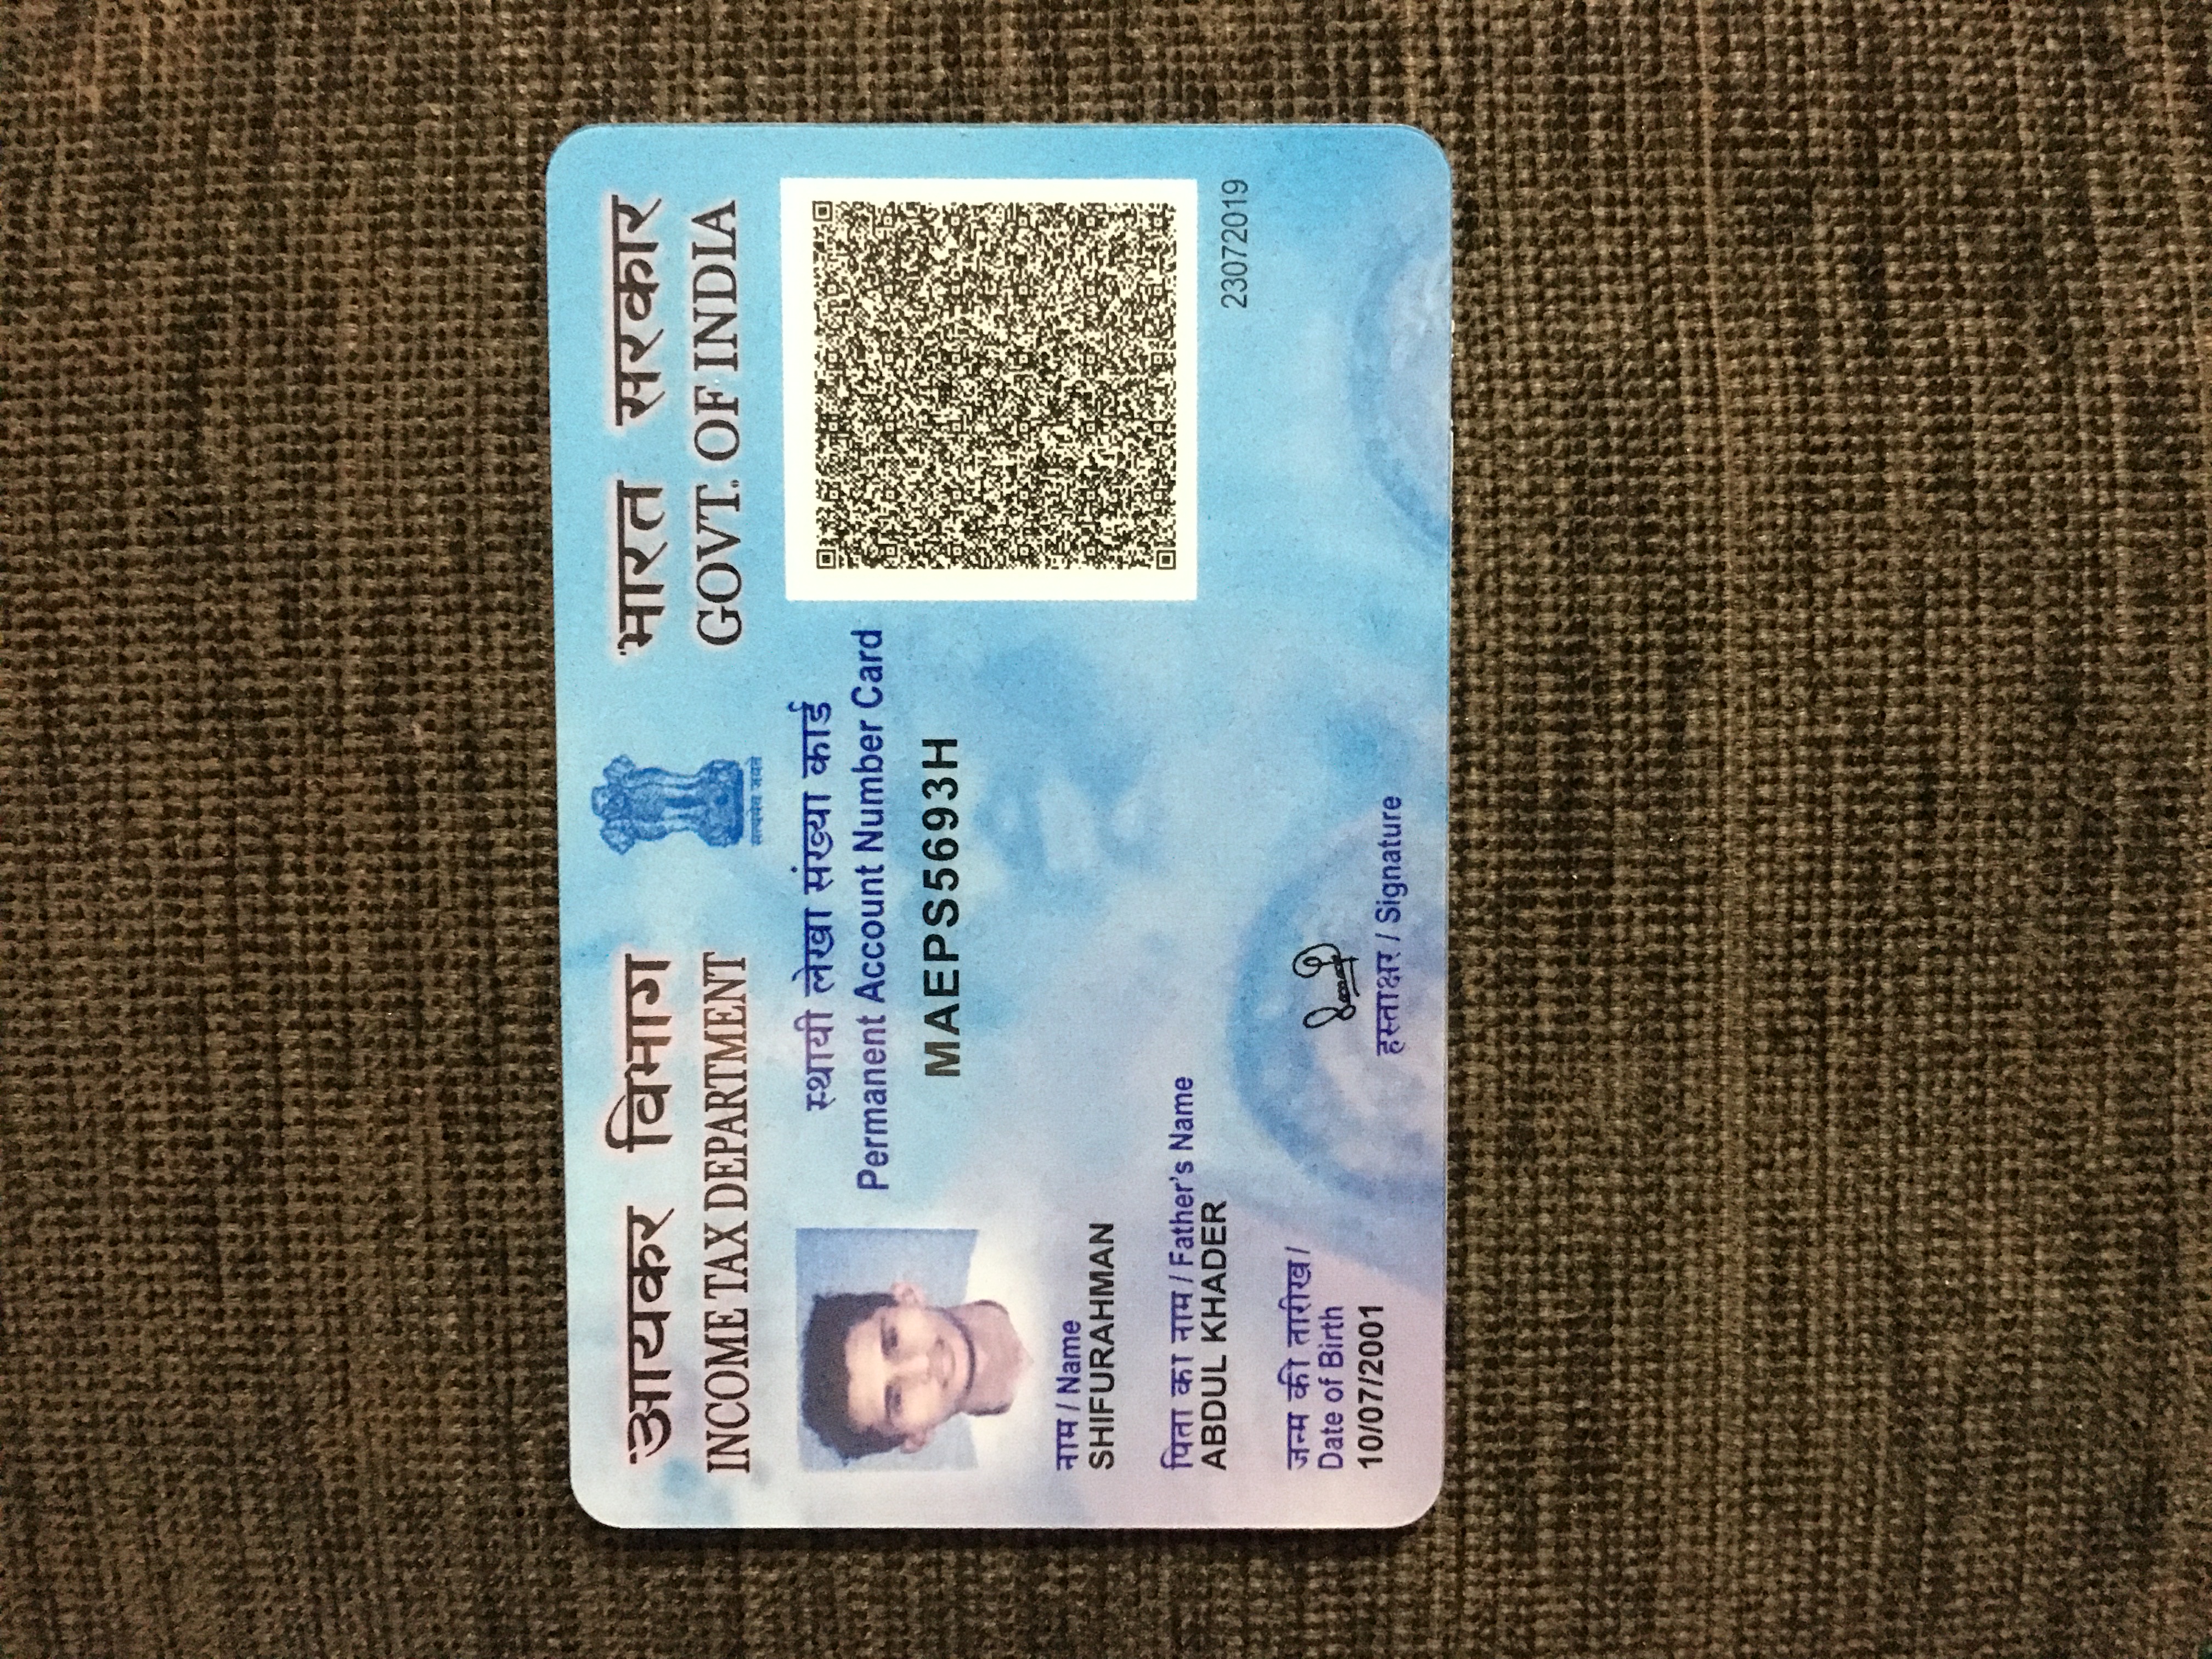 आयकर विभाग
INCOME TAX DEPARTMENT
सत्यमेव जयते
भारत सरकार
GOVT. OF INDIA
स्थायी लेखा संख्या कार्ड
Permanent Account Number Card
MAEPS5693H
नाम / Name
SHIFURAHMAN
पिता का नाम / Father's Name
ABDUL KHADER
23072019
जन्म की तारीख /
Date of Birth
10/07/2001
हस्ताक्षर / Signature